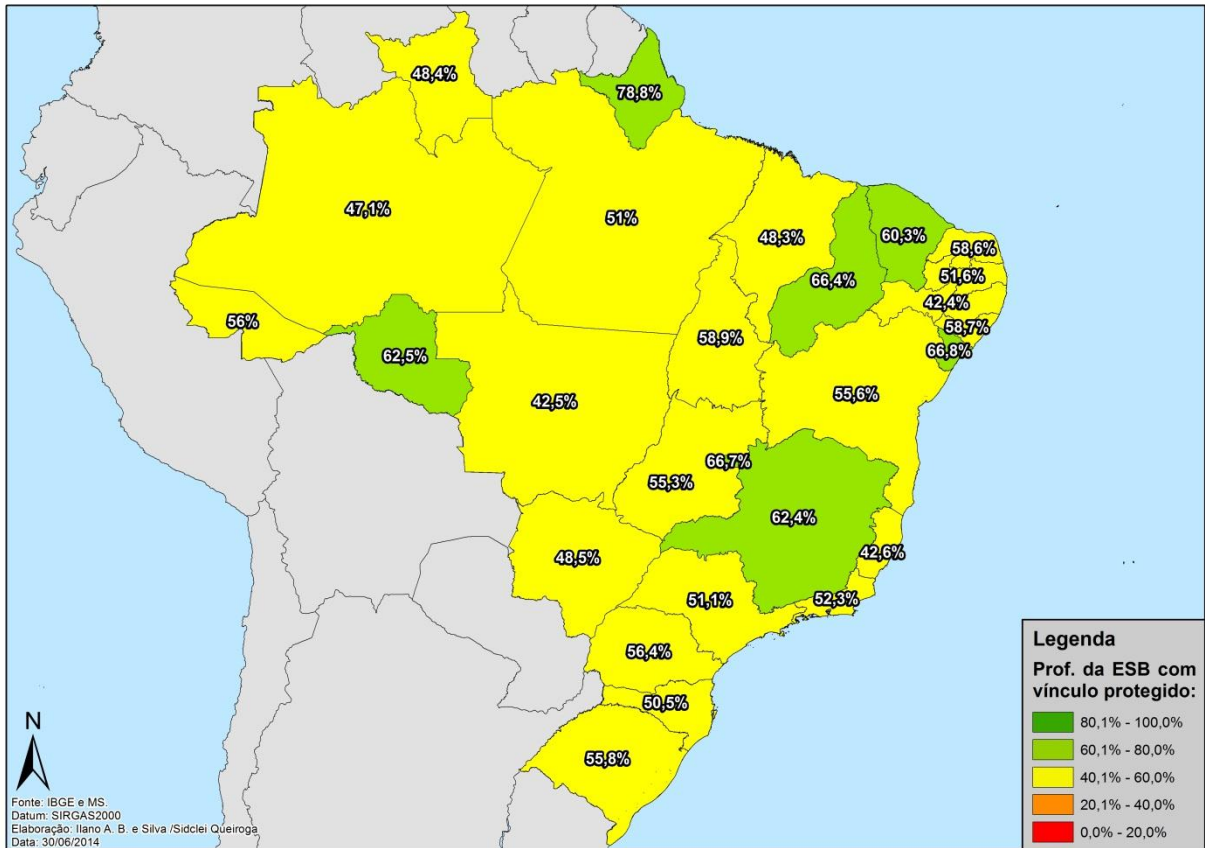 48,4%
78,8%
47,1%
51%
48,3%
60,3%
58,6%
51,6%
66,4%
42,4%
58,7%
66,8%
56%
62,5%
58,9%
42,5%
55,6%
66,7%
55,3%
62,4%
48,5%
42,6%
51,1%
52,3%
56,4%
50,5%
55,8%
N
Fonte: IBGE e MS.
Datum: SIRGAS2000
Elaboração: Ilano A. B. e Silva /Sidclei Queiroga
Data: 30/06/2014
Legenda
Prof. da ESB com
vínculo protegido:
80,1% - 100,0%
60,1% - 80,0%
40,1% - 60,0%
20,1% - 40,0%
0,0% - 20,0%